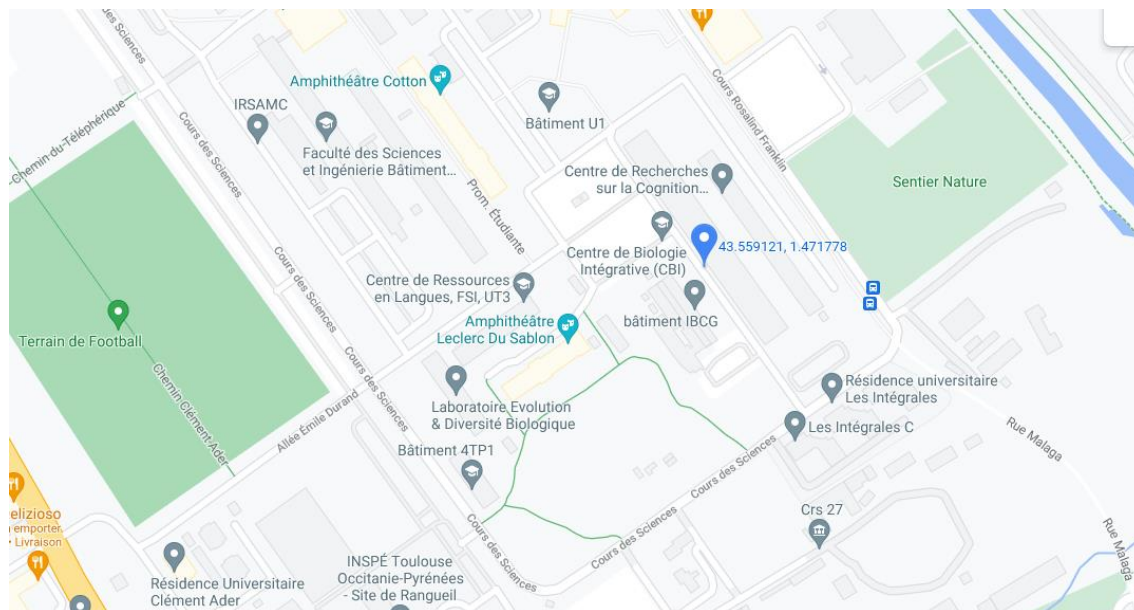 Cours des Sciences
Amphithéâtre Cotton
IRSAMC
Bâtiment U1
Cours Rosalind Franklin
-Chemin-du-Téléphérique
Cours des Sciences
Faculté des Sciences
et Ingénierie Bâtiment...
Centre de Recherches
sur la Cognition...
Sentier Nature
Prom. Étudiante
43.559121, 1.471778
Centre de Biologie
Intégrative (CBI)
Cours des Sciences
Centre de Ressources
en Langues, FSI, UT3
bâtiment IBCG
Amphithéâtre
Leclerc Du Sablon
Terrain de Football
Chemin Clément Ader
Cours des Sciences
Résidence universitaire
Les Intégrales
Laboratoire Evolution
& Diversité Biologique
Allée Émile Durand
Les Intégrales C
Rue Malaga
Bâtiment 4TP1
Cours des Sciences
Cours des Sciences
Cours des Sciences
elizioso
emporter
• Livraison
Crs 27
Cours des Sciences
Rue Malaga
INSPÉ Toulouse
Occitanie-Pyrénées
- Site de Rangueil
Résidence Universitaire
Clément Ader